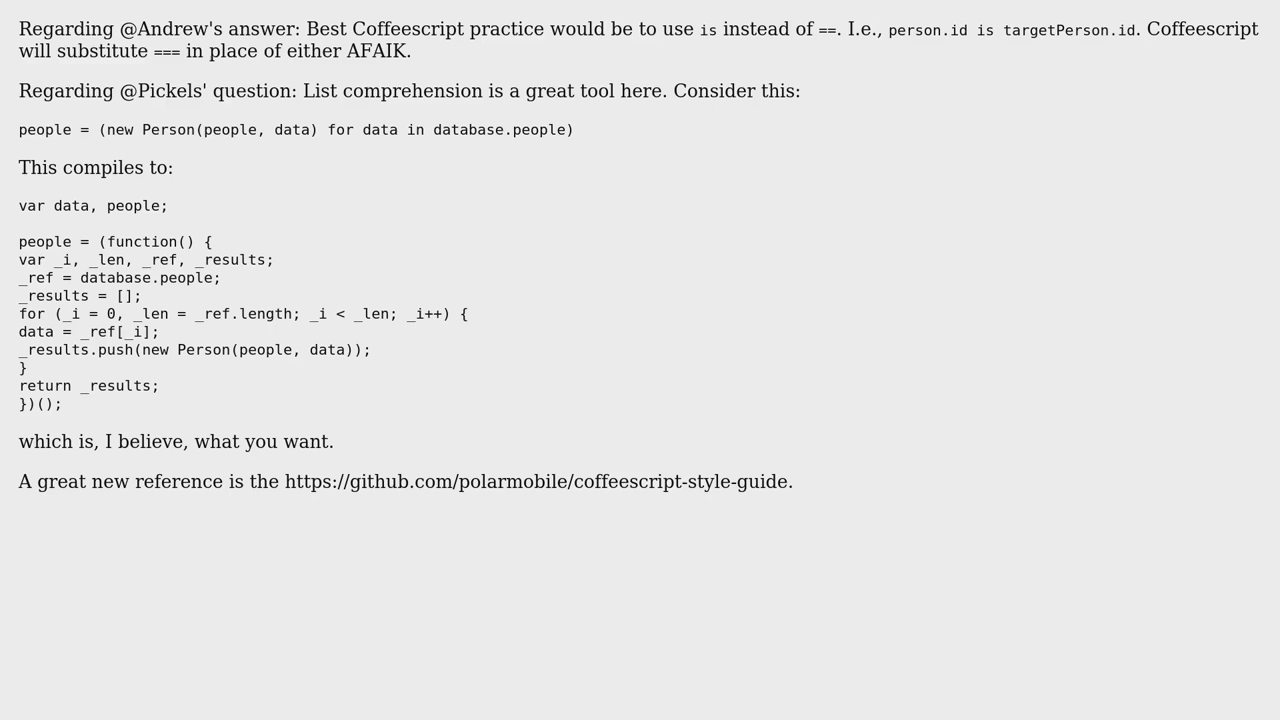 Regarding @Andrew's answer: Best Coffeescript practice would be to use is instead of ==. I.e., person.id is targetPerson.id. Coffeescript
will substitute === in place of either AFAIK.
Regarding @Pickels' question: List comprehension is a great tool here. Consider this:
people = (new Person(people, data) for data in database.people)
This compiles to:
var data, people;
people = (function() {
var _i, _len, _ref, _results;
_ref = database.people;
_results = [];
for (_i = 0, _len = _ref.length; _i < _len; _i++) {
data = _ref[_i];
_results.push(new Person(people, data));
}
return _results;
})();
which is, I believe, what you want.
A great new reference is the https://github.com/polarmobile/coffeescript-style-guide.